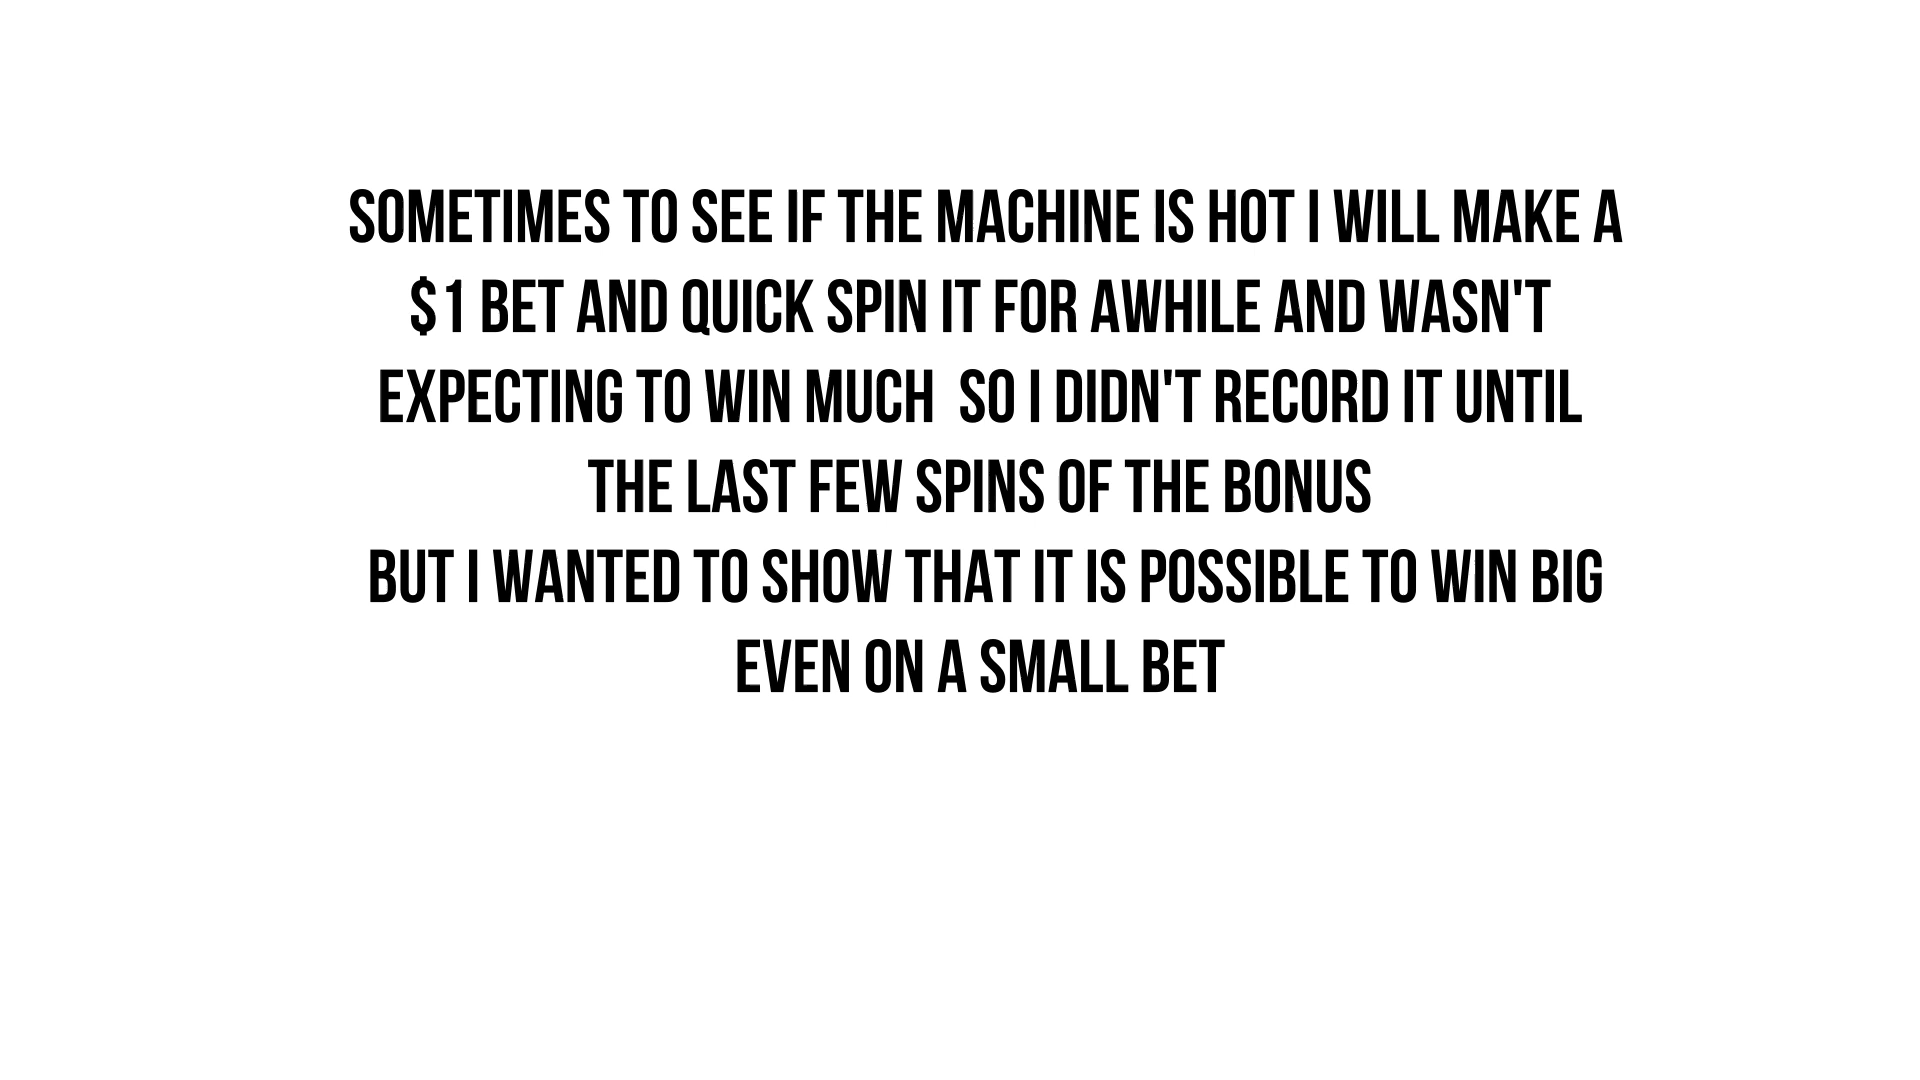 SOMETIMES TO SEE IF THE MACHINE IS HOT I WILL MAKE A
$1 BET AND QUICK SPIN IT FOR AWHILE AND WASN'T
EXPECTING TO WIN MUCH  SO I DIDN'T RECORD IT UNTIL
THE LAST FEW SPINS OF THE BONUS
BUT I WANTED TO SHOW THAT IT IS POSSIBLE TO WIN BIG
EVEN ON A SMALL BET